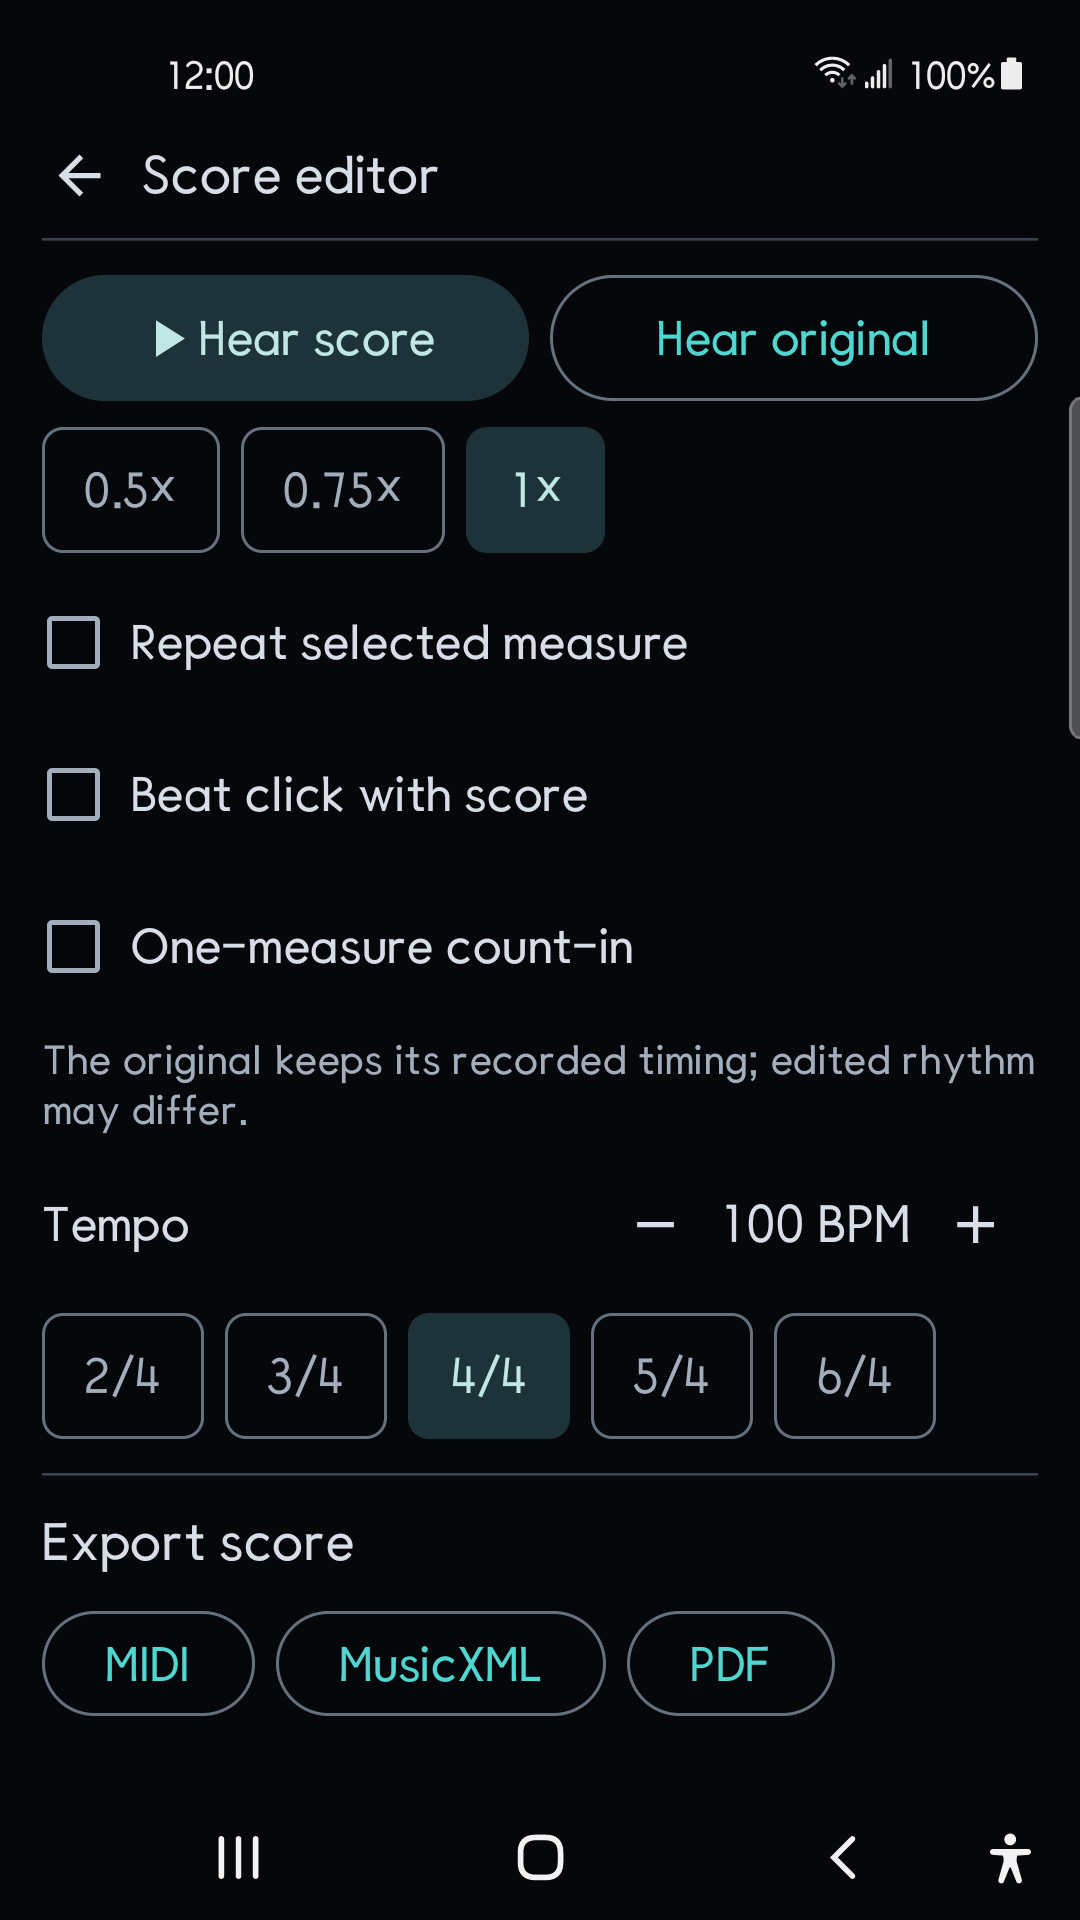 12:00 100%
Score editor
Hear score Hear original
0.5x 0.75x 1x
Repeat selected measure
Beat click with score
One-measure count-in
The original keeps its recorded timing; edited rhythm
may differ.
Tempo − 100 BPM +
2/4 3/4 4/4 5/4 6/4
Export score
MIDI MusicXML PDF